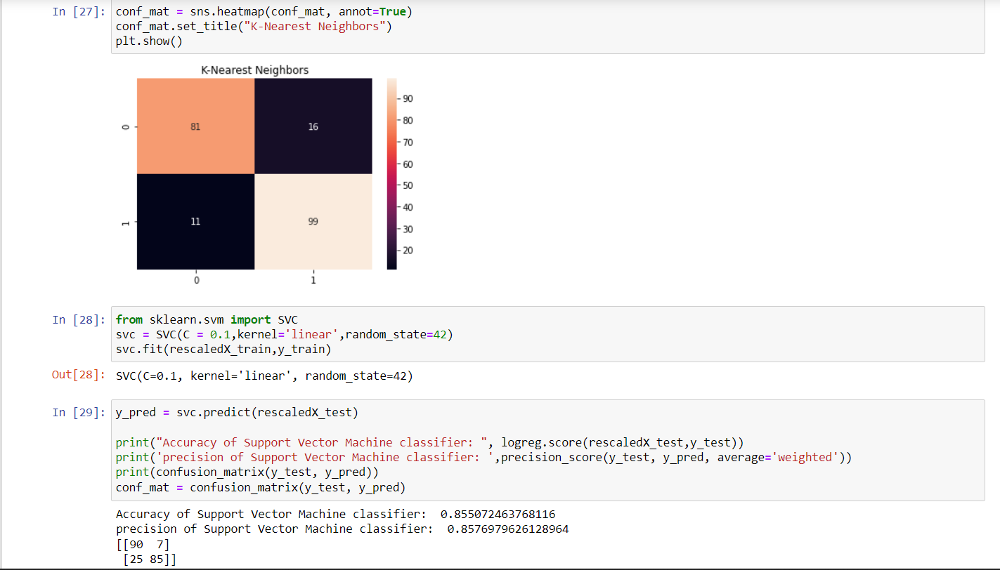 In [27]: conf_mat = sns.heatmap(conf_mat, annot=True)
conf_mat.set_title("K-Nearest Neighbors")
plt.show()
K-Nearest Neighbors
90
80
70
60
50
40
30
20
0
81 16
1
11 99
0 1
In [28]: from sklearn.svm import SVC
svc = SVC(C = 0.1,kernel='linear',random_state=42)
svc.fit(rescaledX_train,y_train)
Out[28]: SVC(C=0.1, kernel='linear', random_state=42)
In [29]: y_pred = svc.predict(rescaledX_test)
print("Accuracy of Support Vector Machine classifier: ", logreg.score(rescaledX_test,y_test))
print('precision of Support Vector Machine classifier: ',precision_score(y_test, y_pred, average='weighted'))
print(confusion_matrix(y_test, y_pred))
conf_mat = confusion_matrix(y_test, y_pred)
Accuracy of Support Vector Machine classifier:  0.855072463768116
precision of Support Vector Machine classifier:  0.8576979626128964
[[90  7]
[25 85]]